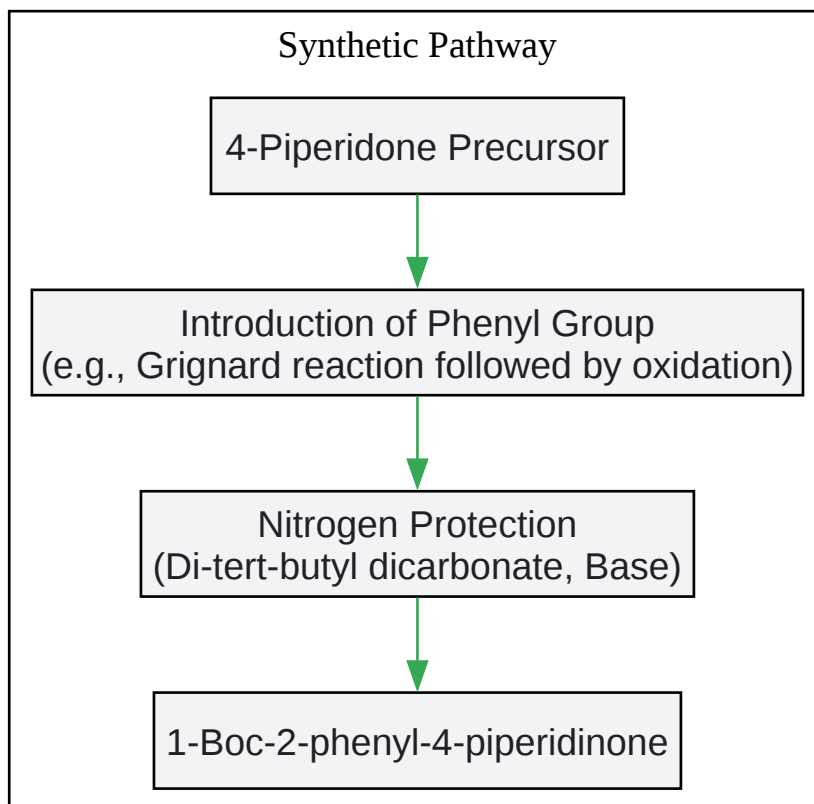 Synthetic Pathway
4-Piperidone Precursor
Introduction of Phenyl Group
(e.g., Grignard reaction followed by oxidation)
Nitrogen Protection
(Di-tert-butyl dicarbonate, Base)
1-Boc-2-phenyl-4-piperidinone